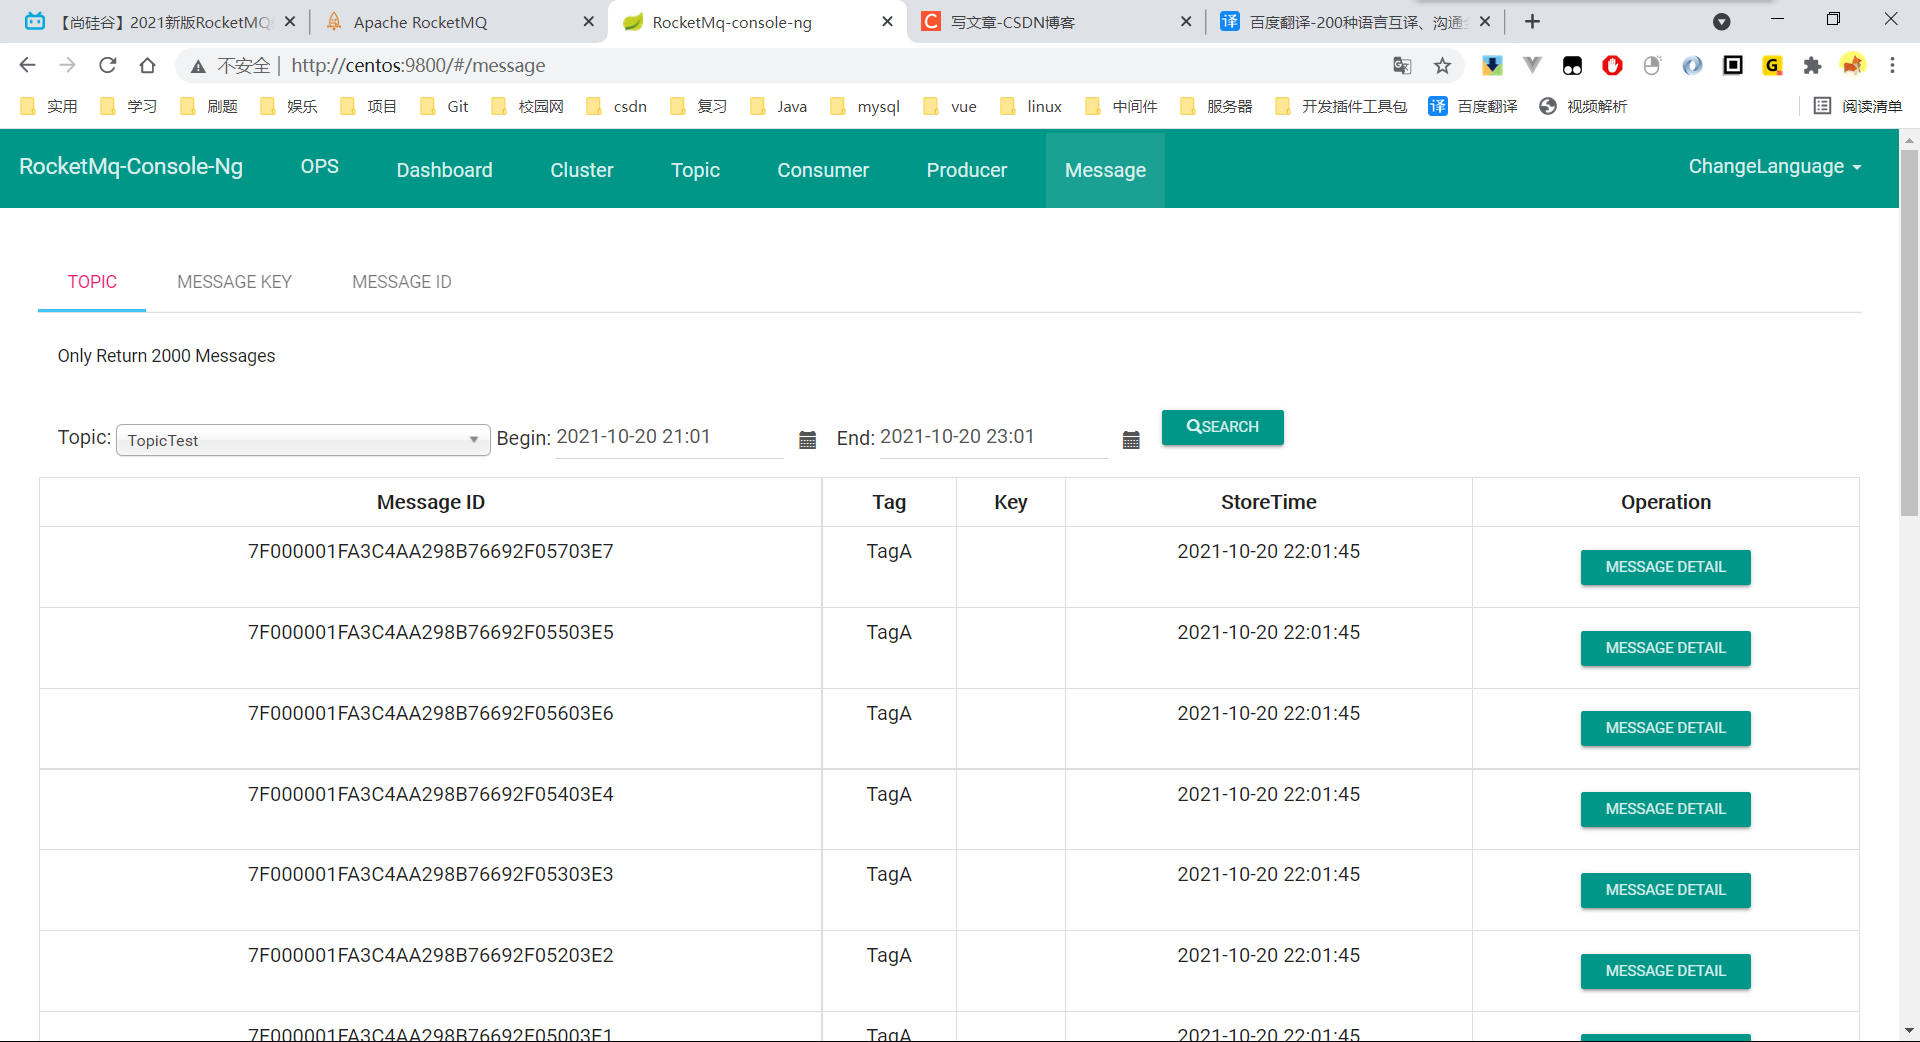 【尚硅谷】2021新版RocketMQ
Apache RocketMQ
RocketMq-console-ng
写文章-CSDN博客
百度翻译-200种语言互译、沟通
不安全 | http://centos:9800/#/message
实用 学习 刷题 娱乐 项目 Git 校园网 csdn 复习 Java mysql vue linux 中间件 服务器 开发插件工具包 百度翻译 视频解析 阅读清单
RocketMq-Console-Ng OPS Dashboard Cluster Topic Consumer Producer Message ChangeLanguage
TOPIC MESSAGE KEY MESSAGE ID
Only Return 2000 Messages
Topic: TopicTest Begin: 2021-10-20 21:01 End: 2021-10-20 23:01 SEARCH
Message ID Tag Key StoreTime Operation
7F000001FA3C4AA298B76692F05703E7 TagA 2021-10-20 22:01:45 MESSAGE DETAIL
7F000001FA3C4AA298B76692F05503E5 TagA 2021-10-20 22:01:45 MESSAGE DETAIL
7F000001FA3C4AA298B76692F05603E6 TagA 2021-10-20 22:01:45 MESSAGE DETAIL
7F000001FA3C4AA298B76692F05403E4 TagA 2021-10-20 22:01:45 MESSAGE DETAIL
7F000001FA3C4AA298B76692F05303E3 TagA 2021-10-20 22:01:45 MESSAGE DETAIL
7F000001FA3C4AA298B76692F05203E2 TagA 2021-10-20 22:01:45 MESSAGE DETAIL
7F000001FA3C4AA298B76692F05003E1 TagA 2021-10-20 22:01:45